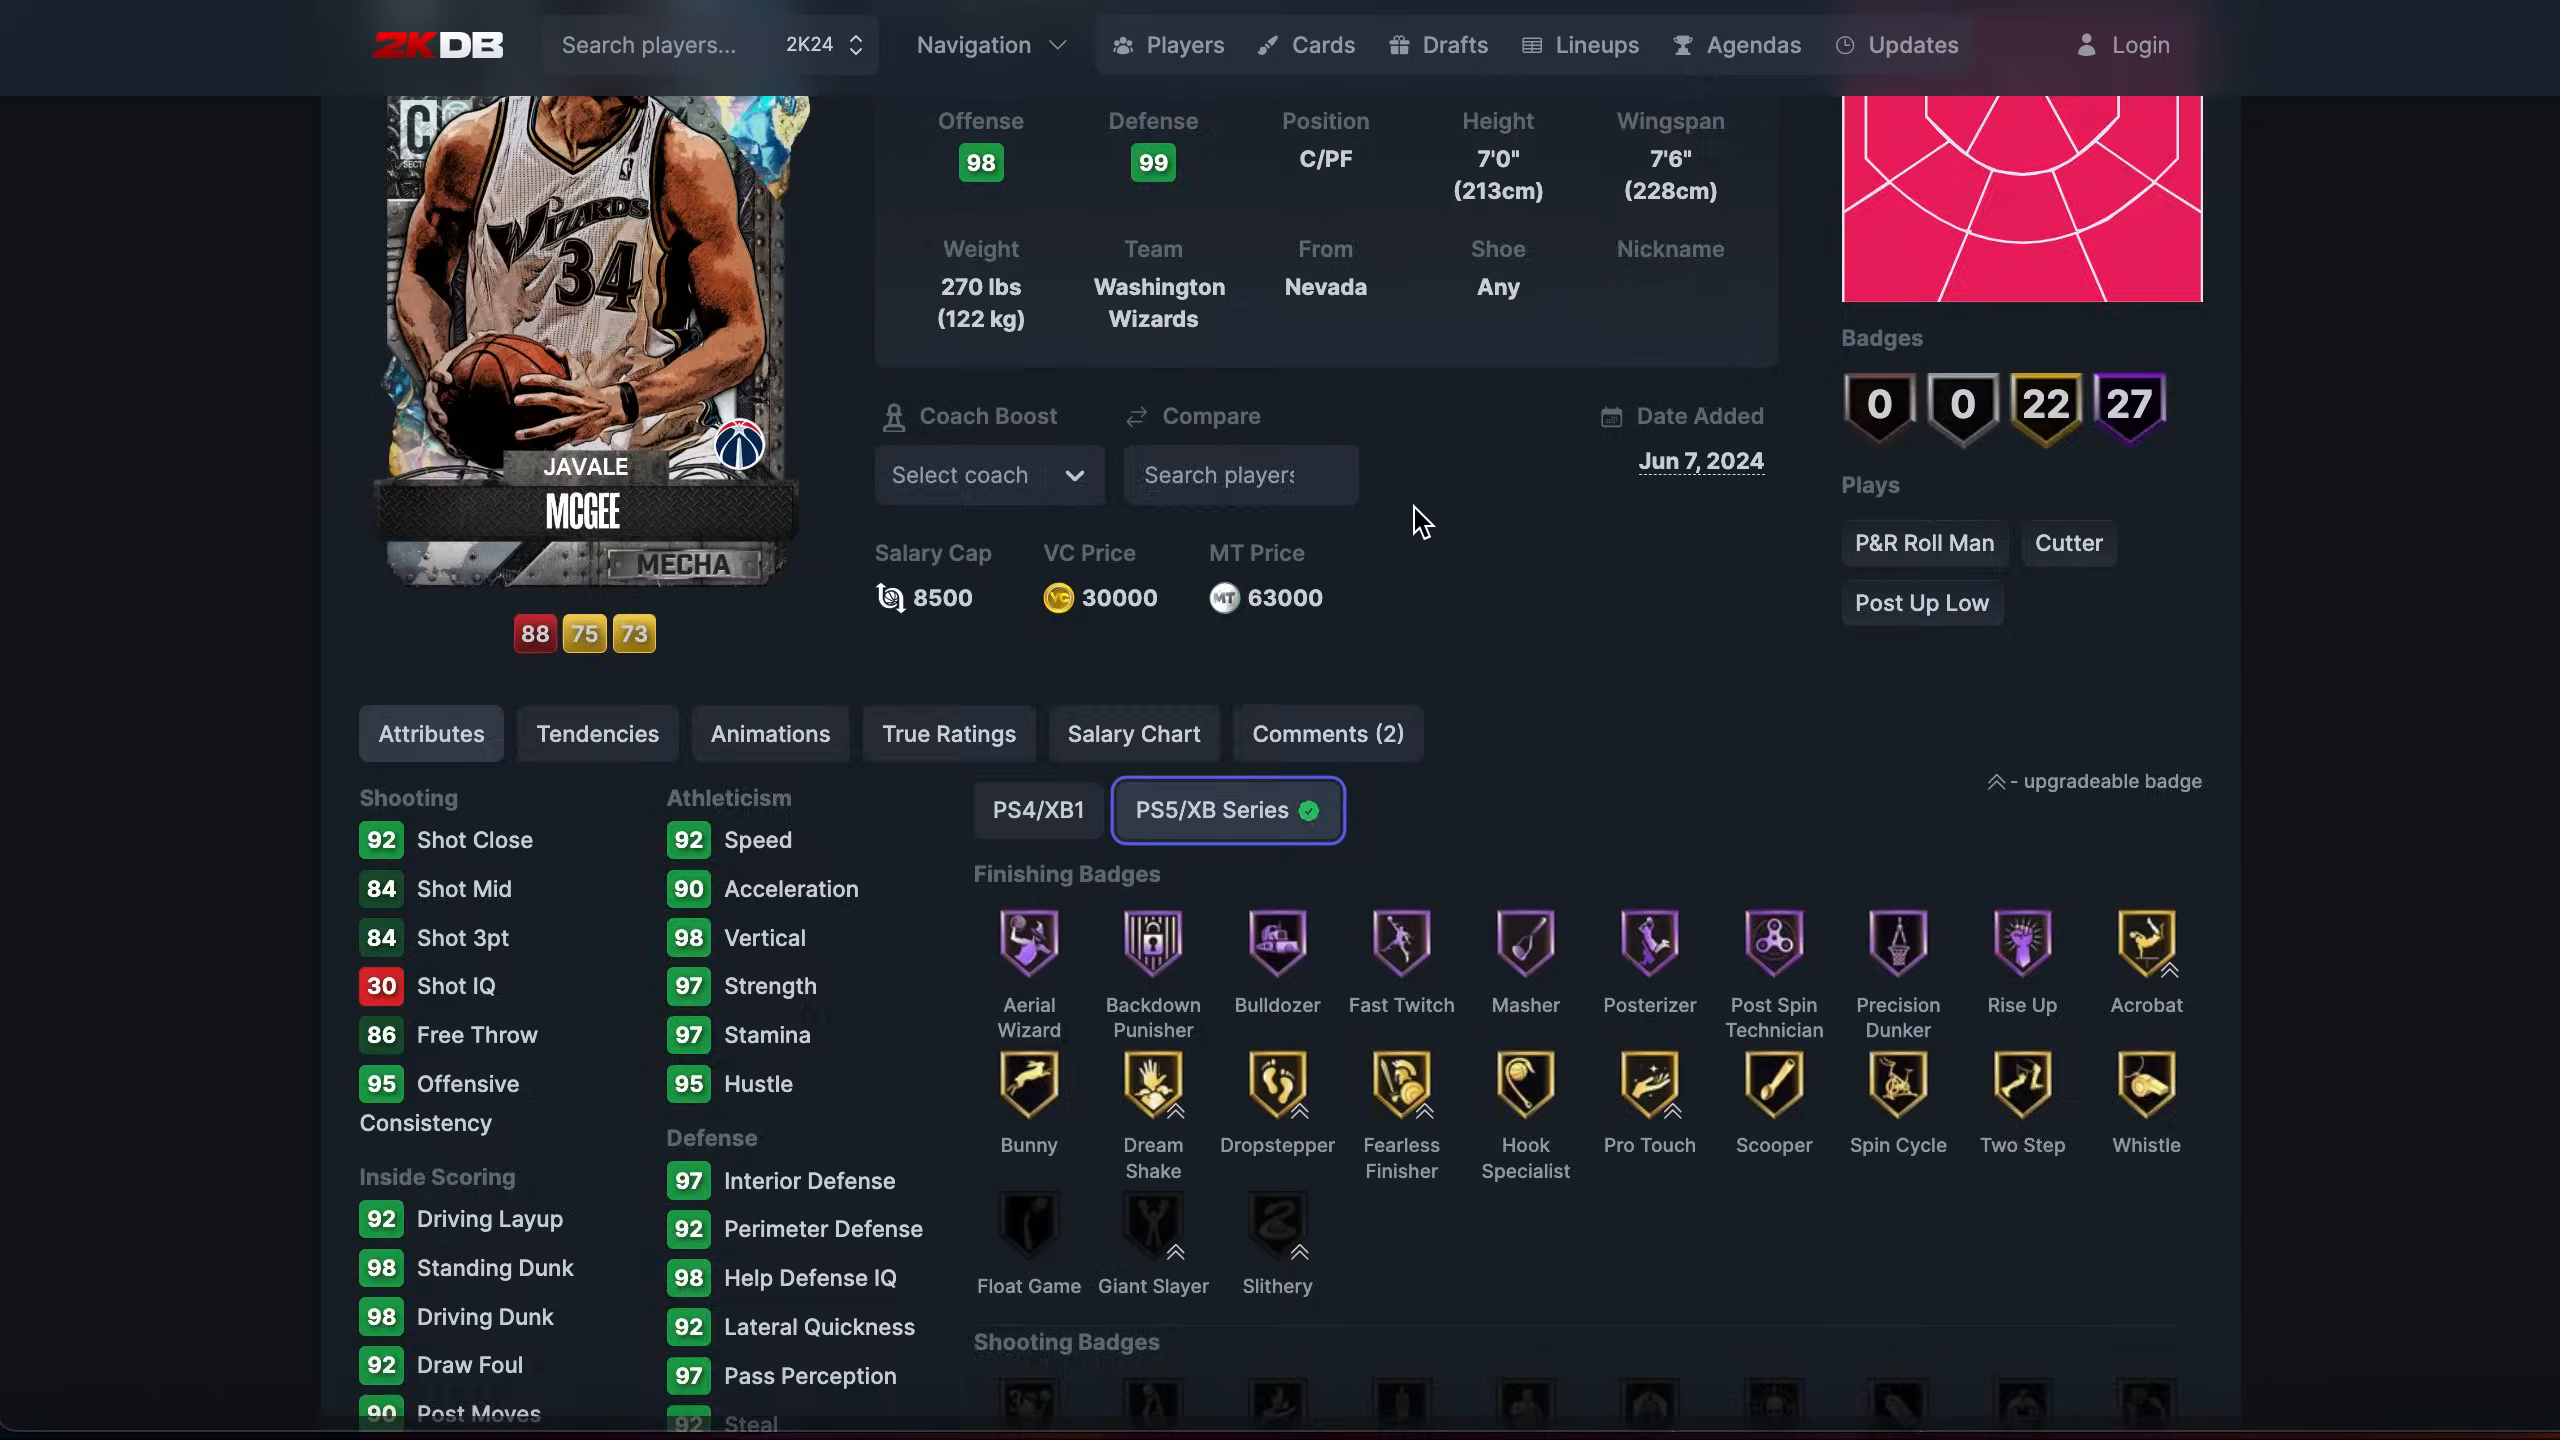 2KDB
Search players...
2K24
Navigation
Players
Cards
Drafts
Lineups
Agendas
Updates
Login
C
WIZARDS
34
JAVALE
MCGEE
MECHA
88 75 73
Offense
98
Defense
99
Position
C/PF
Height
7'0"
(213cm)
Wingspan
7'6"
(228cm)
Weight
270 lbs
(122 kg)
Team
Washington
Wizards
From
Nevada
Shoe
Any
Nickname
Coach Boost
Select coach
Compare
Search players
Date Added
Jun 7, 2024
Salary Cap
8500
VC Price
VC 30000
MT Price
MT 63000
Badges
0 0 22 27
Plays
P&R Roll Man
Cutter
Post Up Low
Attributes
Tendencies
Animations
True Ratings
Salary Chart
Comments (2)
Shooting
92 Shot Close
84 Shot Mid
84 Shot 3pt
30 Shot IQ
86 Free Throw
95 Offensive
Consistency
Inside Scoring
92 Driving Layup
98 Standing Dunk
98 Driving Dunk
92 Draw Foul
90 Post Moves
Athleticism
92 Speed
90 Acceleration
98 Vertical
97 Strength
97 Stamina
95 Hustle
Defense
97 Interior Defense
92 Perimeter Defense
98 Help Defense IQ
92 Lateral Quickness
97 Pass Perception
92 Steal
PS4/XB1
PS5/XB Series
- upgradeable badge
Finishing Badges
Aerial
Wizard
Backdown
Punisher
Bulldozer
Fast Twitch
Masher
Posterizer
Post Spin
Technician
Precision
Dunker
Rise Up
Acrobat
Bunny
Dream
Shake
Dropstepper
Fearless
Finisher
Hook
Specialist
Pro Touch
Scooper
Spin Cycle
Two Step
Whistle
Float Game
Giant Slayer
Slithery
Shooting Badges